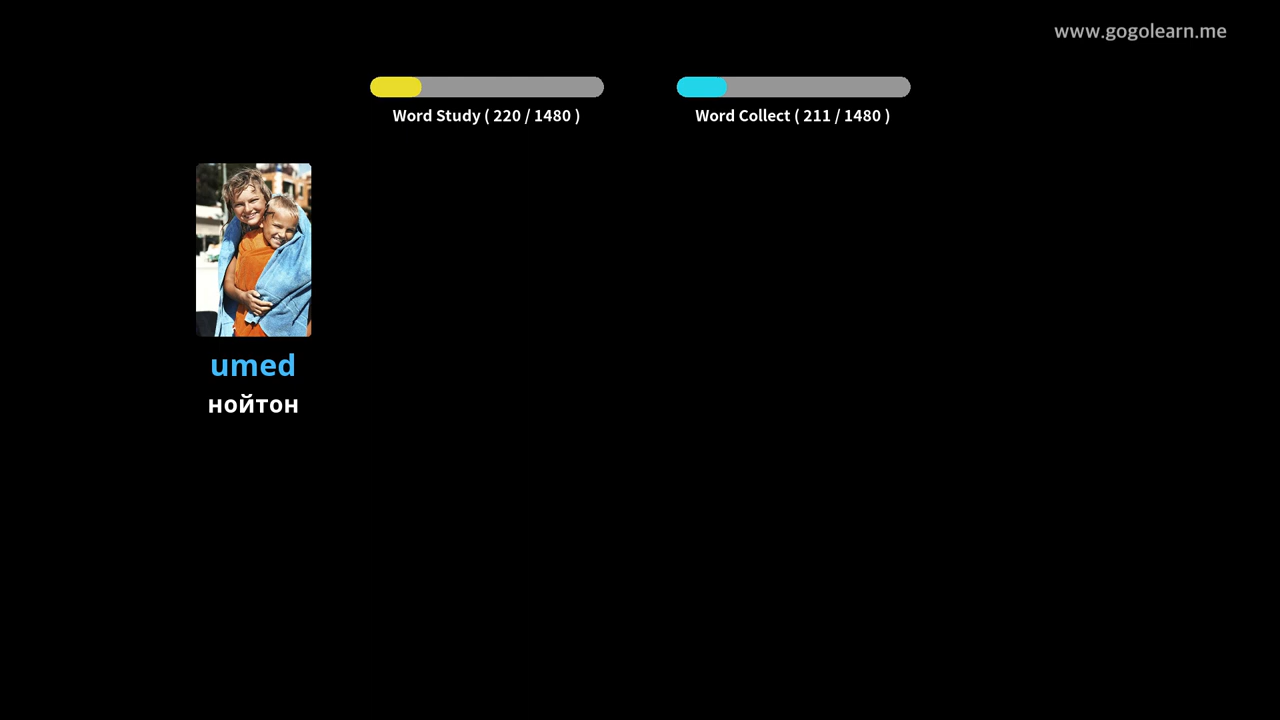 www.gogolearn.me
Word Study ( 220 / 1480 )
Word Collect ( 211 / 1480 )
umed
нойтон